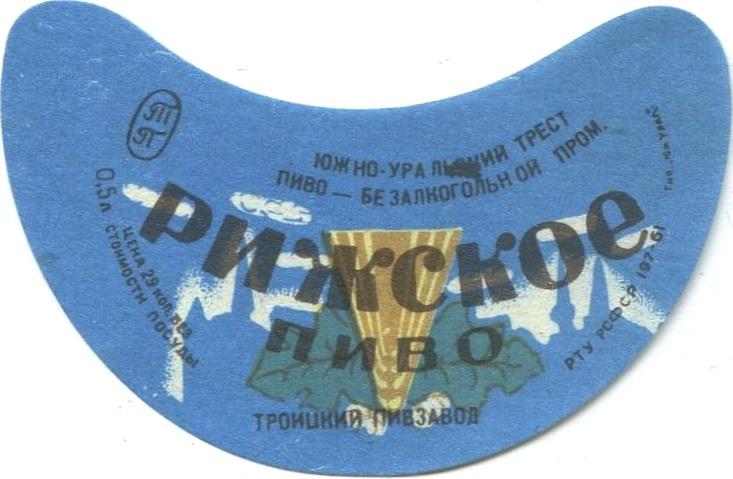 ТП
ЮЖНО-УРАЛЬСКИЙ ТРЕСТ
ПИВО — БЕЗАЛКОГОЛЬНОЙ ПРОМ.
РИЖСКОЕ
ПИВО
0,5л ЦЕНА 29 КОП. БЕЗ
СТОИМОСТИ ПОСУДЫ
РТУ РСФСР 197-61
ТРОИЦКИЙ ПИВЗАВОД